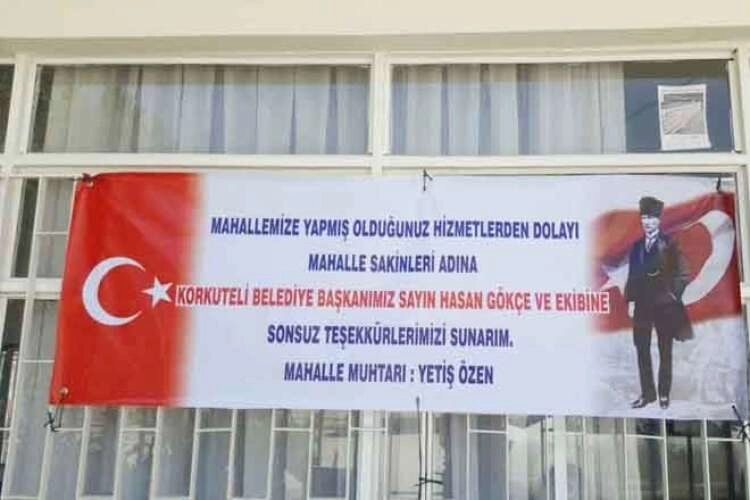 MAHALLEMİZE YAPMIŞ OLDUĞUNUZ HİZMETLERDEN DOLAYI
MAHALLE SAKİNLERİ ADINA
KORKUTELİ BELEDİYE BAŞKANIMIZ SAYIN HASAN GÖKÇE VE EKİBİNE
SONSUZ TEŞEKKÜRLERİMİZİ SUNARIM.
MAHALLE MUHTARI : YETİŞ ÖZEN